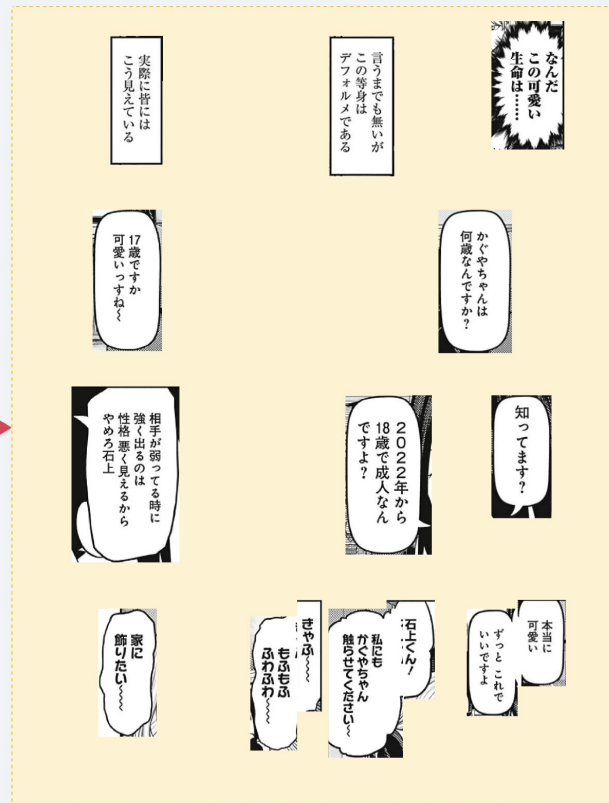 なんだ
この可愛い
生命は……
言うまでも無いが
この等身は
デフォルメである
実際に皆には
こう見えている
かぐやちゃんは
何歳なんですか?
17歳ですか
可愛いっすね~
知ってます?
2022年から
18歳で成人なん
ですよ?
相手が弱ってる時に
強く出るのは
性格悪く見えるから
やめろ石上
本当に
可愛い
ずっと これで
いいですよ
石上くん!
私にも
かぐやちゃん
触らせてください~
きゃふ~~
もふもふ
ふわふわ~~~
家に
飾りたい~~~